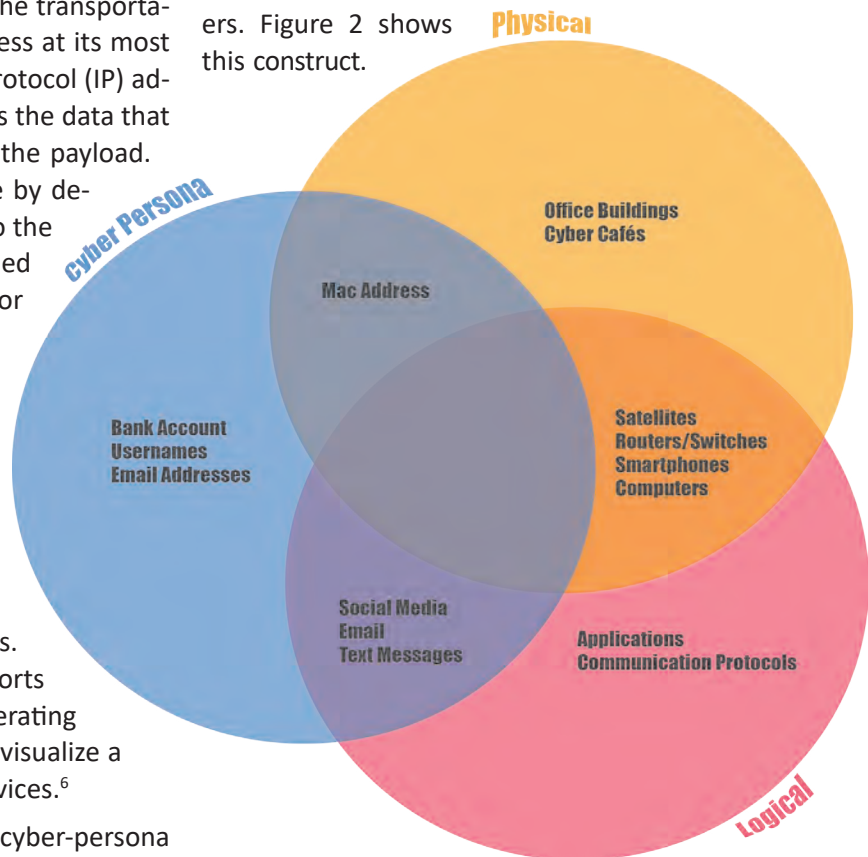 he transporta-
ess at its most
rotocol (IP) ad-
s the data that
the payload.
e by de-
o the
ed
or
s.
orts
erating
visualize a
vices.6
cyber-persona
ers. Figure 2 shows
this construct.
Physical
Cyber Persona
Office Buildings
Cyber Cafés
Mac Address
Bank Account
Usernames
Email Addresses
Satellites
Routers/Switches
Smartphones
Computers
Social Media
Email
Text Messages
Applications
Communication Protocols
Logical